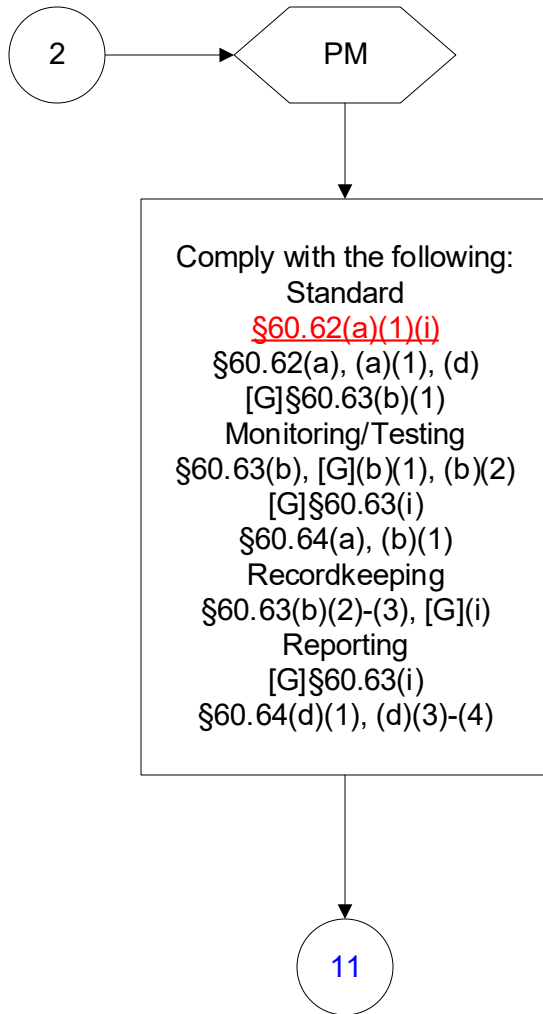 2
PM
Comply with the following:
Standard
§60.62(a)(1)(i)
§60.62(a), (a)(1), (d)
[G]§60.63(b)(1)
Monitoring/Testing
§60.63(b), [G](b)(1), (b)(2)
[G]§60.63(i)
§60.64(a), (b)(1)
Recordkeeping
§60.63(b)(2)-(3), [G](i)
Reporting
[G]§60.63(i)
§60.64(d)(1), (d)(3)-(4)
11